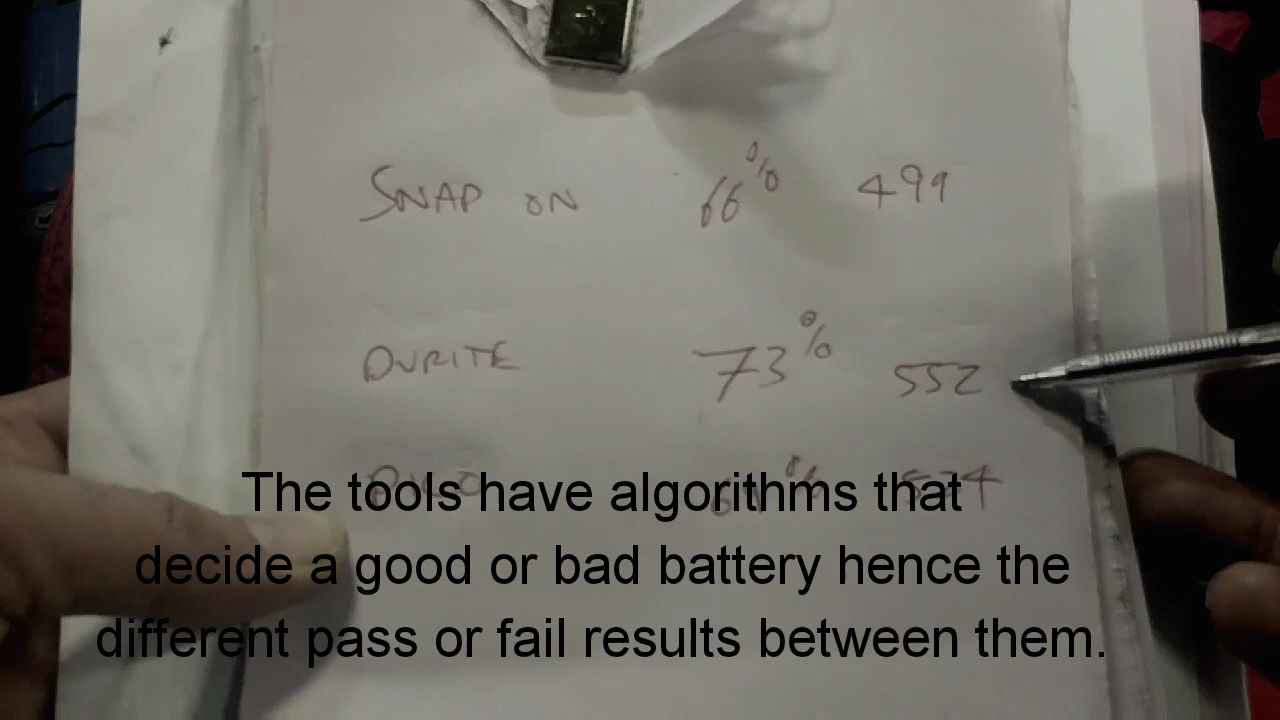 SNAP ON 66% 499
DURITE 73% 552
PICO
The tools have algorithms that
decide a good or bad battery hence the
different pass or fail results between them.